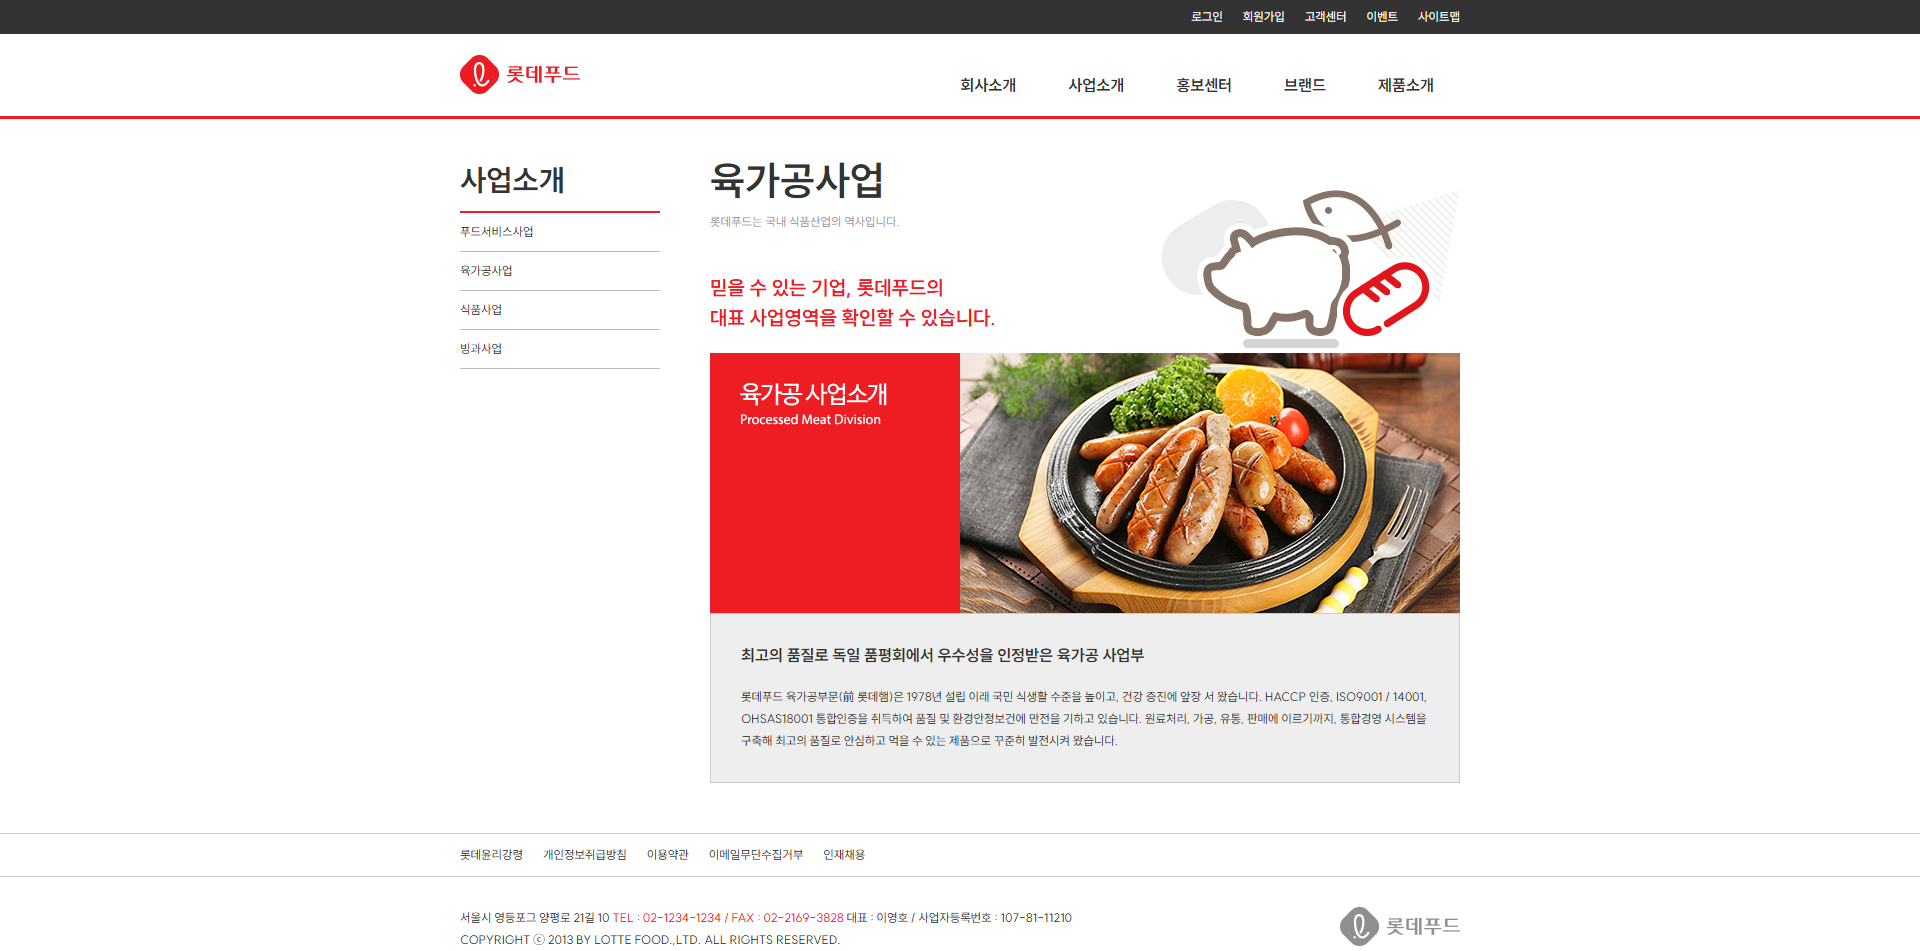 로그인 회원가입 고객센터 이벤트 사이트맵
롯데푸드
회사소개 사업소개 홍보센터 브랜드 제품소개
사업소개
푸드서비스사업
육가공사업
식품사업
빙과사업
육가공사업
롯데푸드는 국내 식품산업의 역사입니다.
믿을 수 있는 기업, 롯데푸드의
대표 사업영역을 확인할 수 있습니다.
육가공 사업소개
Processed Meat Division
최고의 품질로 독일 품평회에서 우수성을 인정받은 육가공 사업부
롯데푸드 육가공부문(前 롯데햄)은 1978년 설립 이래 국민 식생활 수준을 높이고, 건강 증진에 앞장 서 왔습니다. HACCP 인증, ISO9001 / 14001,
OHSAS18001 통합인증을 취득하여 품질 및 환경안정보건에 만전을 기하고 있습니다. 원료처리, 가공, 유통, 판매에 이르기까지, 통합경영 시스템을
구축해 최고의 품질로 안심하고 먹을 수 있는 제품으로 꾸준히 발전시켜 왔습니다.
롯데윤리강령 개인정보취급방침 이용약관 이메일무단수집거부 인재채용
서울시 영등포그 양평로 21길 10 TEL : 02-1234-1234 / FAX : 02-2169-3828 대표 : 이영호 / 사업자등록번호 : 107-81-11210
COPYRIGHT ⓒ 2013 BY LOTTE FOOD.,LTD. ALL RIGHTS RESERVED.
롯데푸드